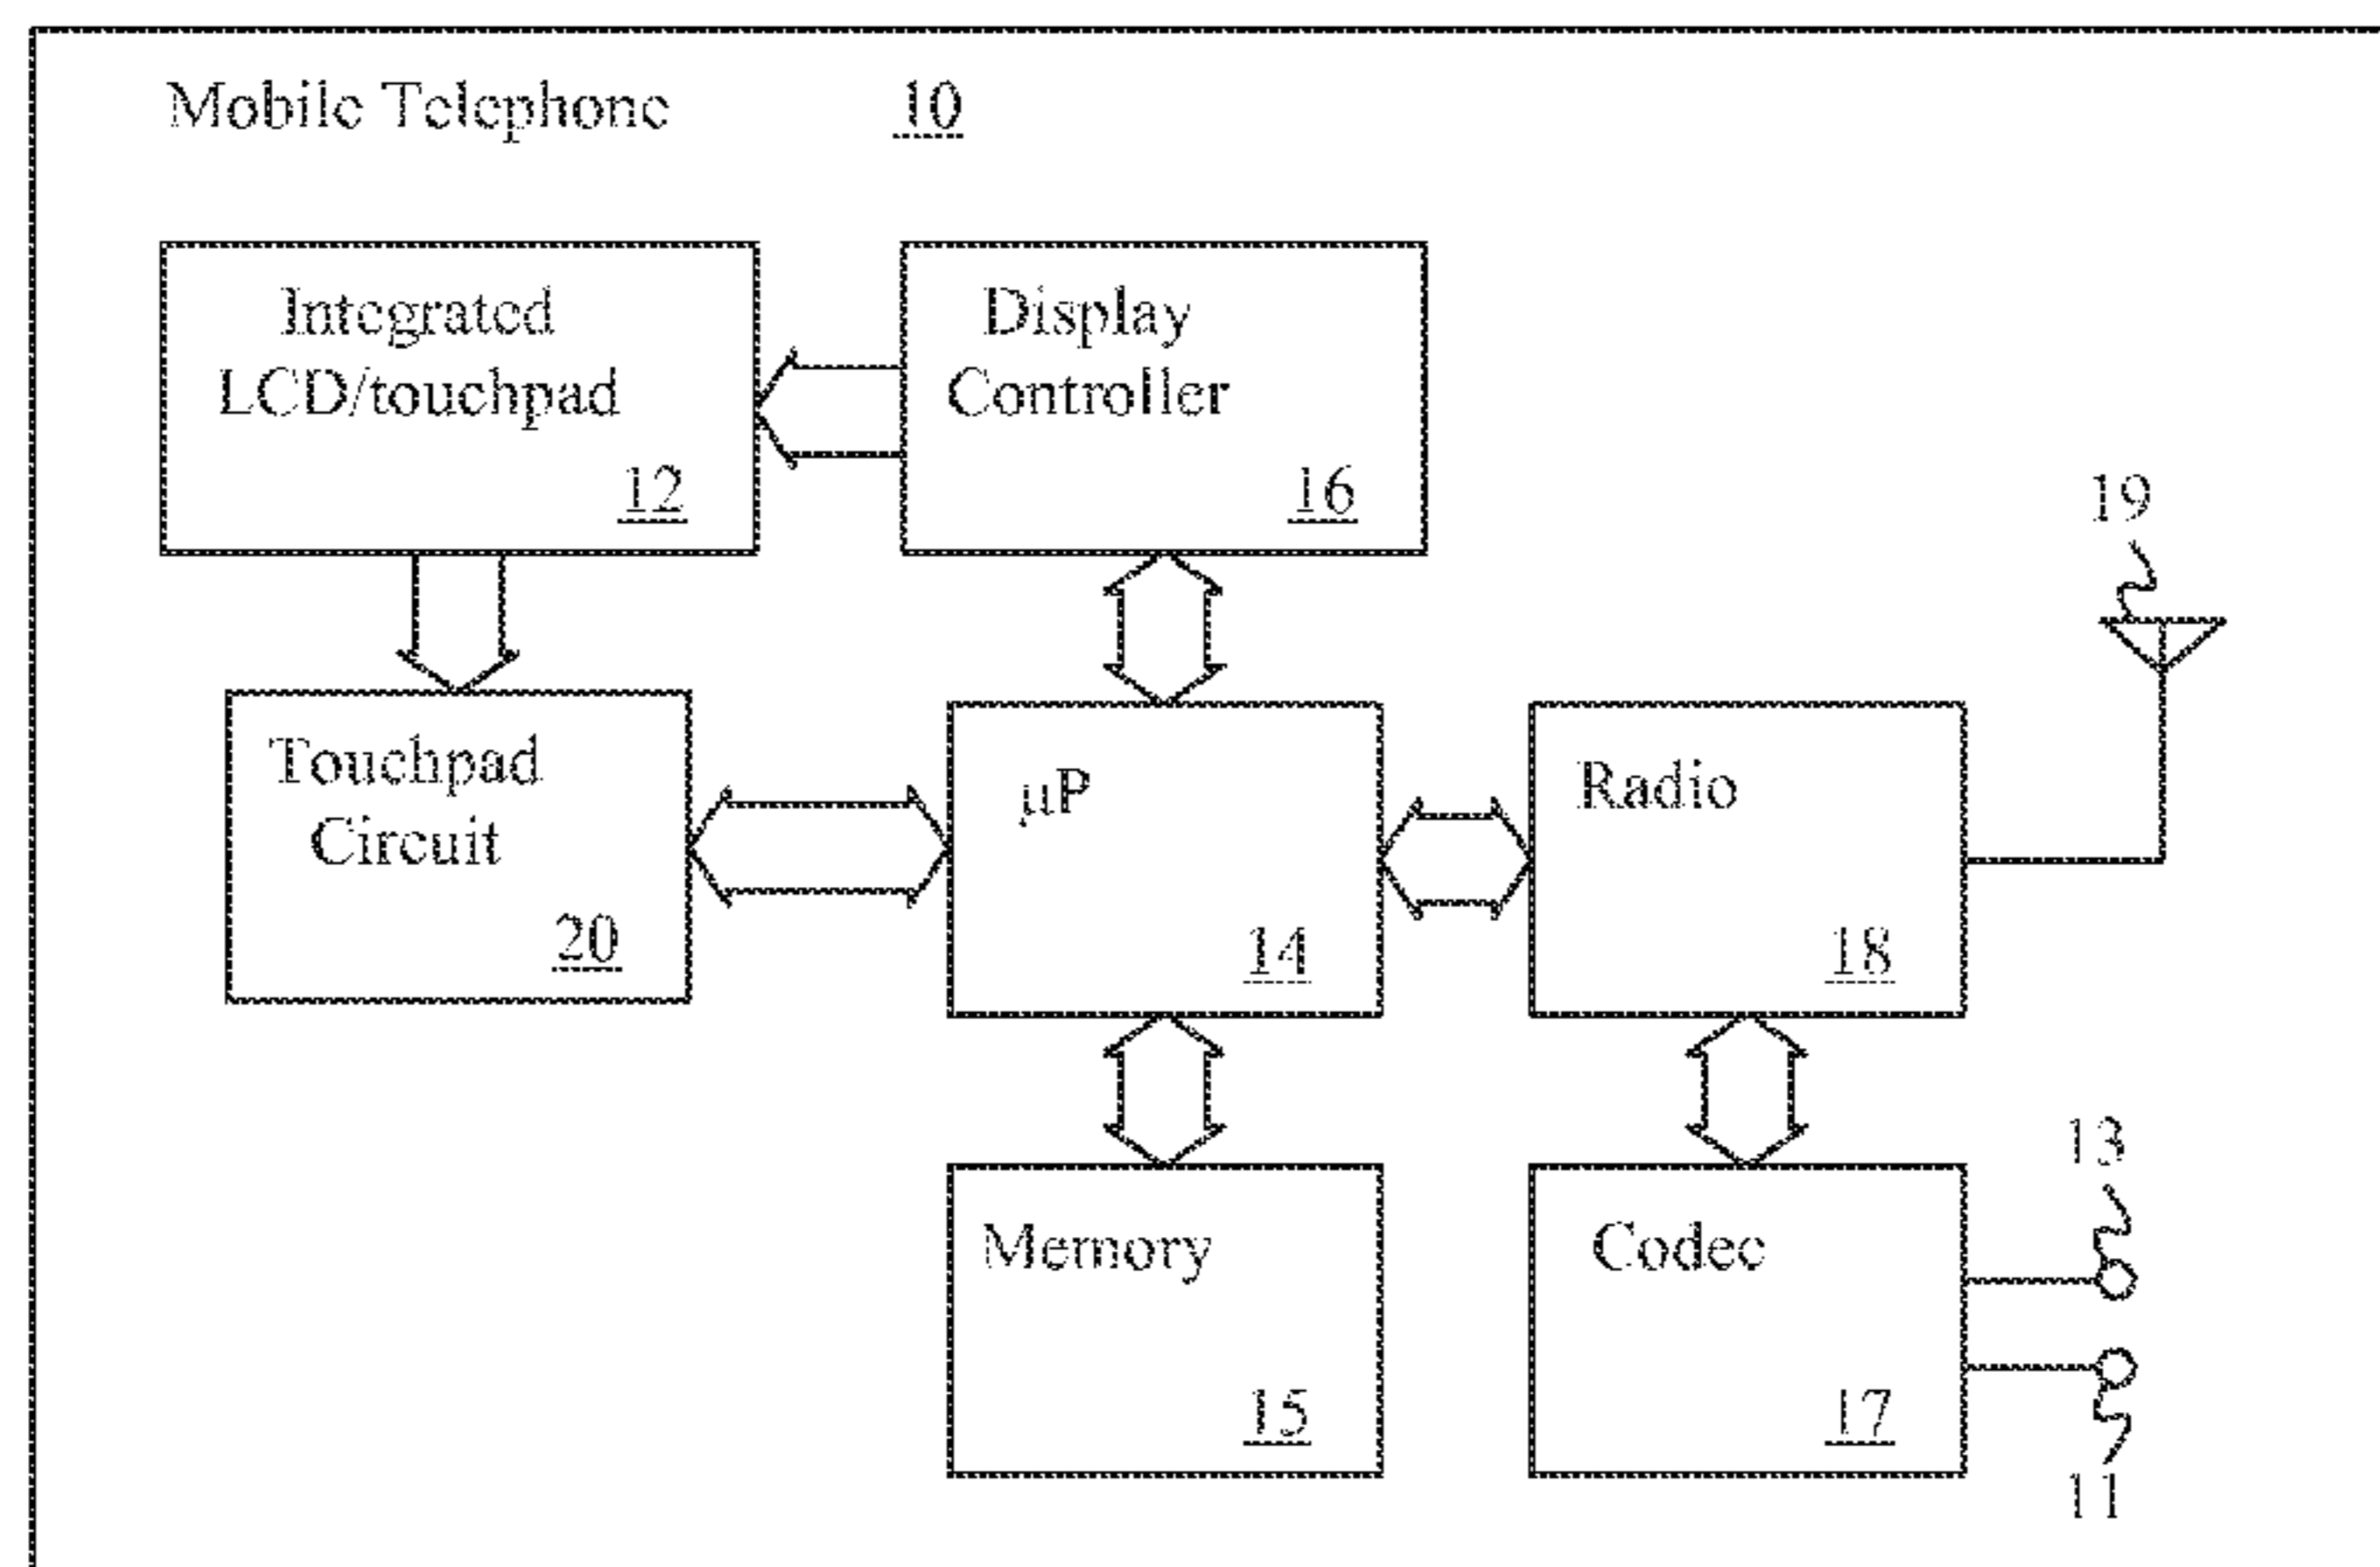 Mobile Telephone 10
Integrated
LCD/touchpad
12
Display
Controller
16
19
Touchpad
Circuit
20
µP
14
Radio
18
13
Memory
15
Codec
17
11